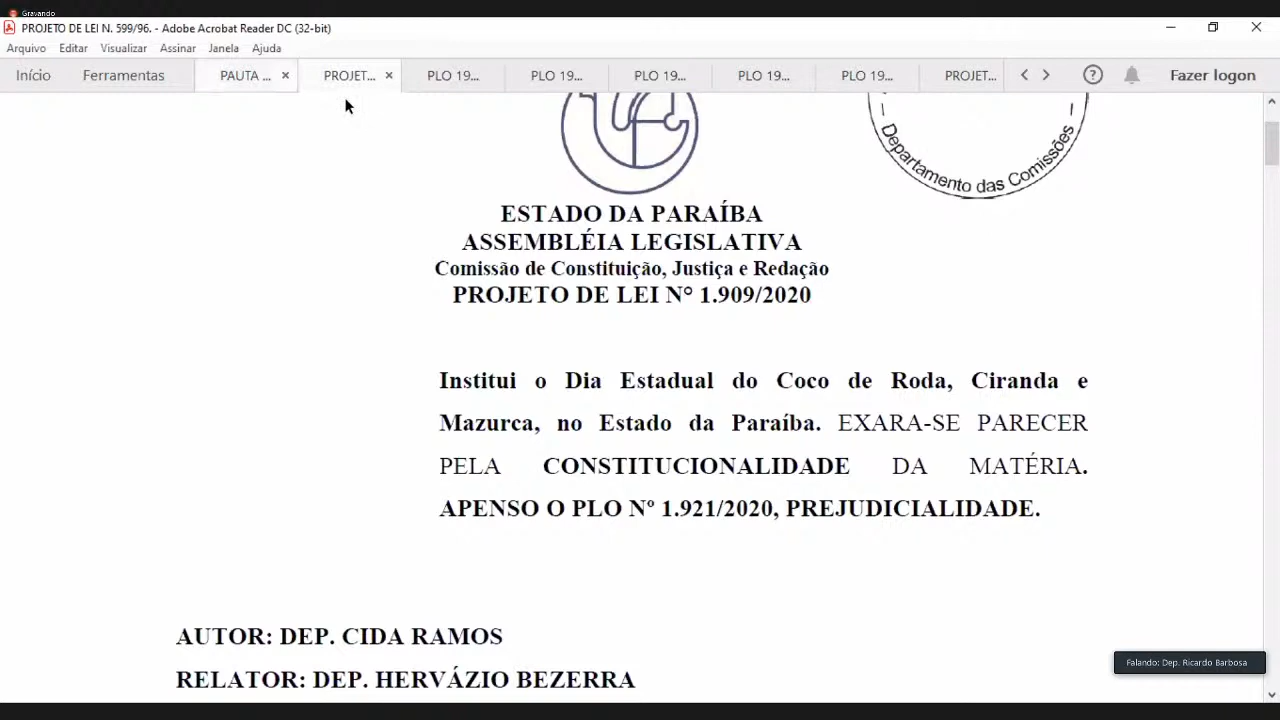 Gravando
PROJETO DE LEI N. 599/96. - Adobe Acrobat Reader DC (32-bit)
Arquivo Editar Visualizar Assinar Janela Ajuda
Início Ferramentas PAUTA ... × PROJET... × PLO 19... PLO 19... PLO 19... PLO 19... PLO 19... PROJET... Fazer logon
Departamento das Comissões
ESTADO DA PARAÍBA
ASSEMBLÉIA LEGISLATIVA
Comissão de Constituição, Justiça e Redação
PROJETO DE LEI N° 1.909/2020
Institui o Dia Estadual do Coco de Roda, Ciranda e
Mazurca, no Estado da Paraíba. EXARA-SE PARECER
PELA CONSTITUCIONALIDADE DA MATÉRIA.
APENSO O PLO Nº 1.921/2020, PREJUDICIALIDADE.
AUTOR: DEP. CIDA RAMOS
RELATOR: DEP. HERVÁZIO BEZERRA
Falando: Dep. Ricardo Barbosa